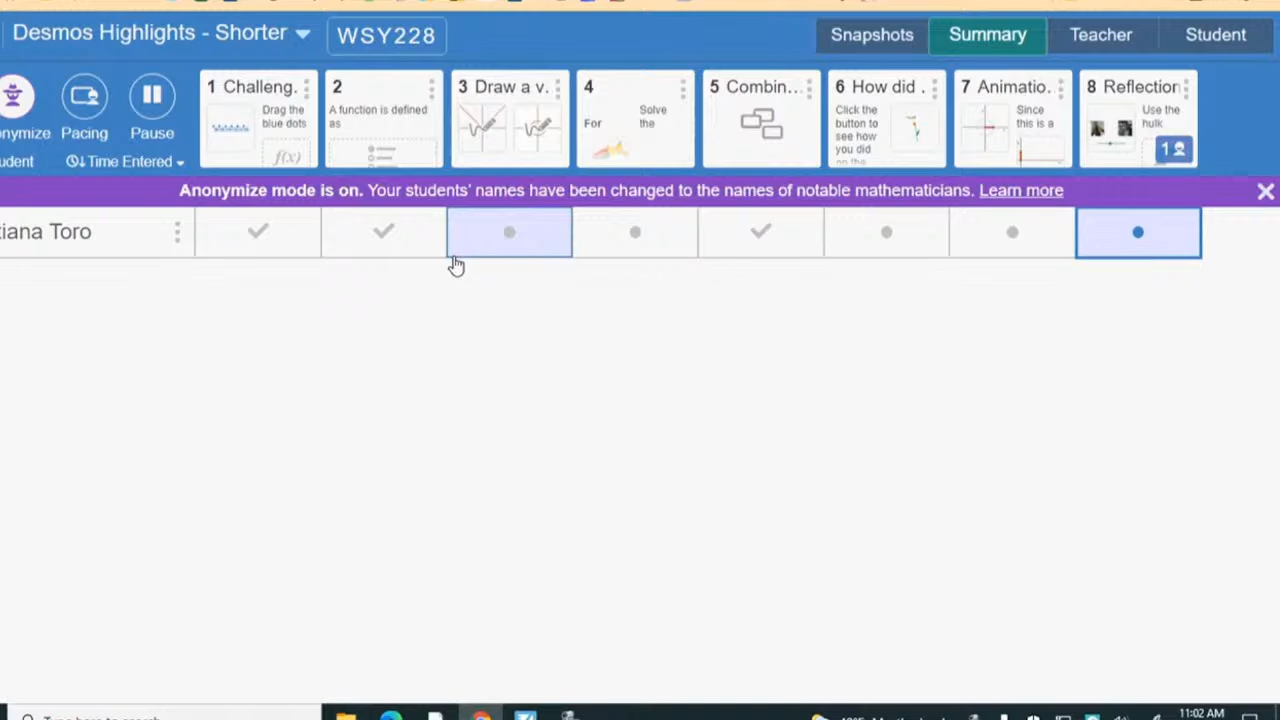 Desmos Highlights - Shorter
WSY228
Snapshots
Summary
Teacher
Student
Pacing
Pause
Time Entered
1 Challeng.
Drag the
blue dots
f(x)
2
A function is defined
as
3 Draw a v.
4
For
Solve
the
5 Combin...
6 How did .
Click the
button to
see how
you did
7 Animatio.
Since
this is a
8 Reflection
Use the
hulk
1
Anonymize mode is on. Your students' names have been changed to the names of notable mathematicians. Learn more
tiana Toro
11:02 AM